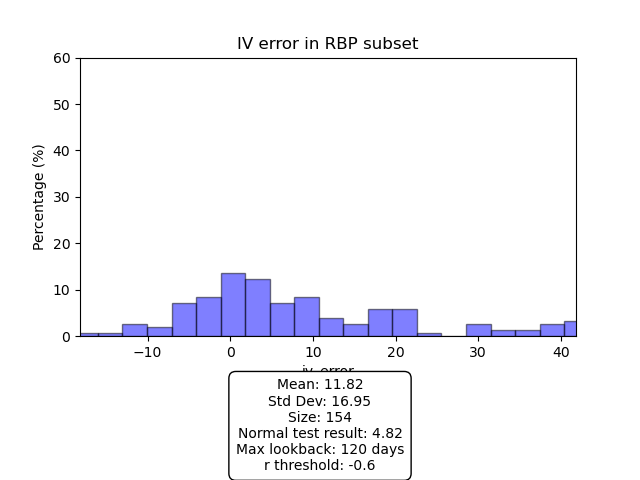 IV error in RBP subset
60
50
40
30
20
10
0
Percentage (%)
−10
0
10
20
30
40
iv_error
Mean: 11.82
Std Dev: 16.95
Size: 154
Normal test result: 4.82
Max lookback: 120 days
r threshold: -0.6